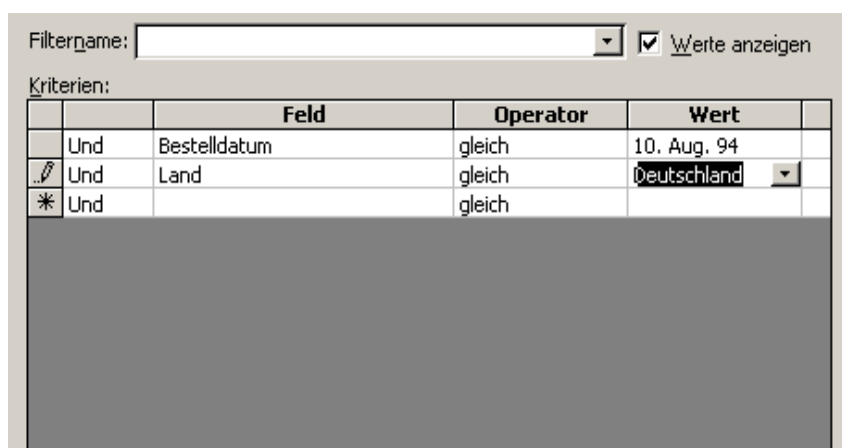 Filtername: Werte anzeigen
Kriterien:
Feld Operator Wert
Und Bestelldatum gleich 10. Aug. 94
Und Land gleich Deutschland
Und gleich